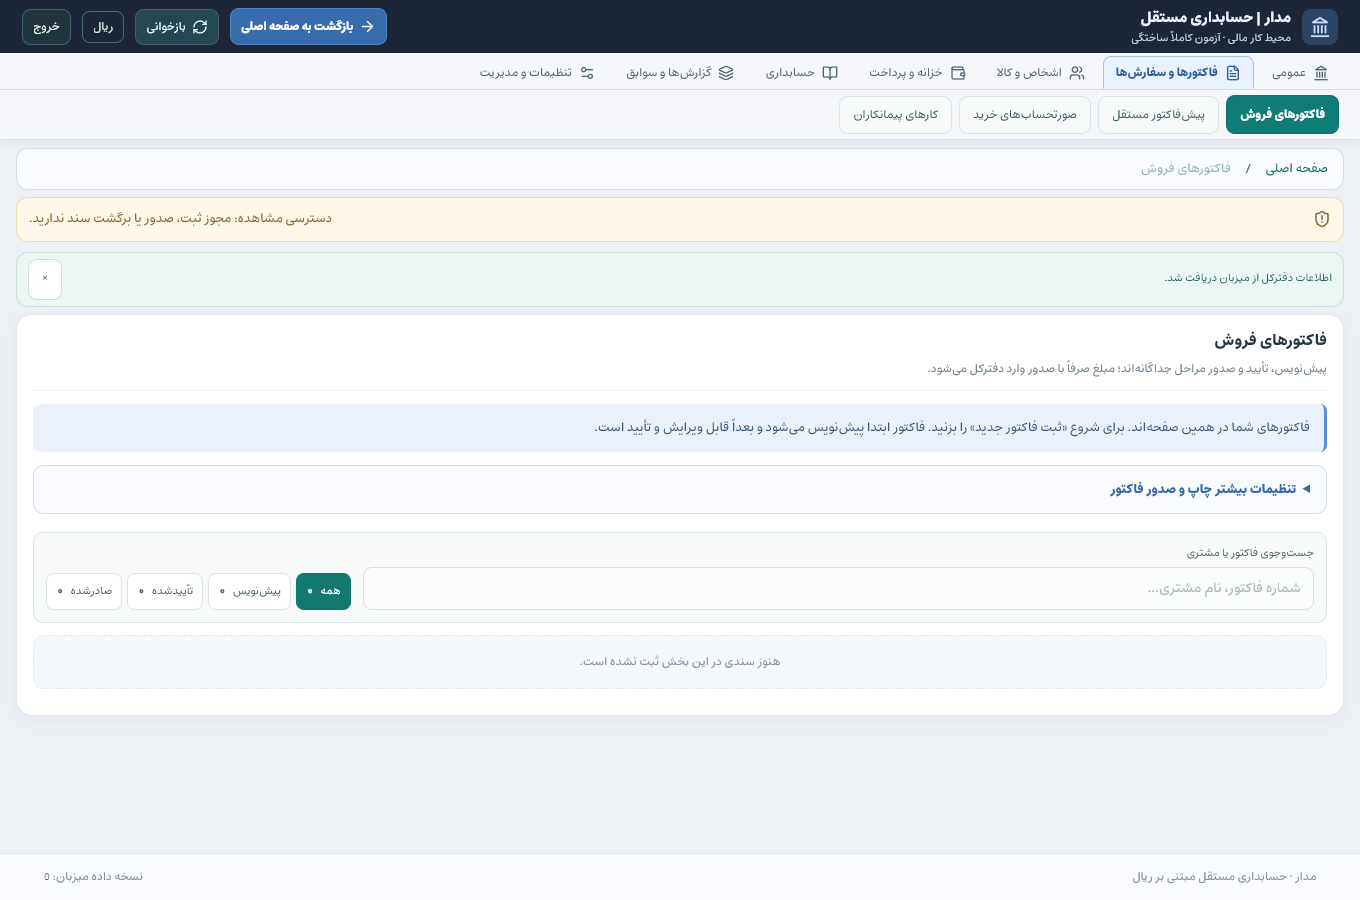 مدار | حسابداری مستقل
محیط کار مالی · آزمون کاملاً ساختگی
بازگشت به صفحه اصلی
بازخوانی
ریال
خروج
عمومی
فاکتورها و سفارش‌ها
اشخاص و کالا
خزانه و پرداخت
حسابداری
گزارش‌ها و سوابق
تنظیمات و مدیریت
فاکتورهای فروش
پیش‌فاکتور مستقل
صورتحساب‌های خرید
کارهای پیمانکاران
صفحه اصلی / فاکتورهای فروش
دسترسی مشاهده: مجوز ثبت، صدور یا برگشت سند ندارید.
اطلاعات دفترکل از میزبان دریافت شد.
×
فاکتورهای فروش
پیش‌نویس، تأیید و صدور مراحل جداگانه‌اند؛ مبلغ صرفاً با صدور وارد دفترکل می‌شود.
فاکتورهای شما در همین صفحه‌اند. برای شروع «ثبت فاکتور جدید» را بزنید. فاکتور ابتدا پیش‌نویس می‌شود و بعداً قابل ویرایش و تأیید است.
تنظیمات بیشتر چاپ و صدور فاکتور
جست‌وجوی فاکتور یا مشتری
شماره فاکتور، نام مشتری...
همه ۰
پیش‌نویس ۰
تأییدشده ۰
صادرشده ۰
هنوز سندی در این بخش ثبت نشده است.
مدار · حسابداری مستقل مبتنی بر ریال
نسخه داده میزبان: 0